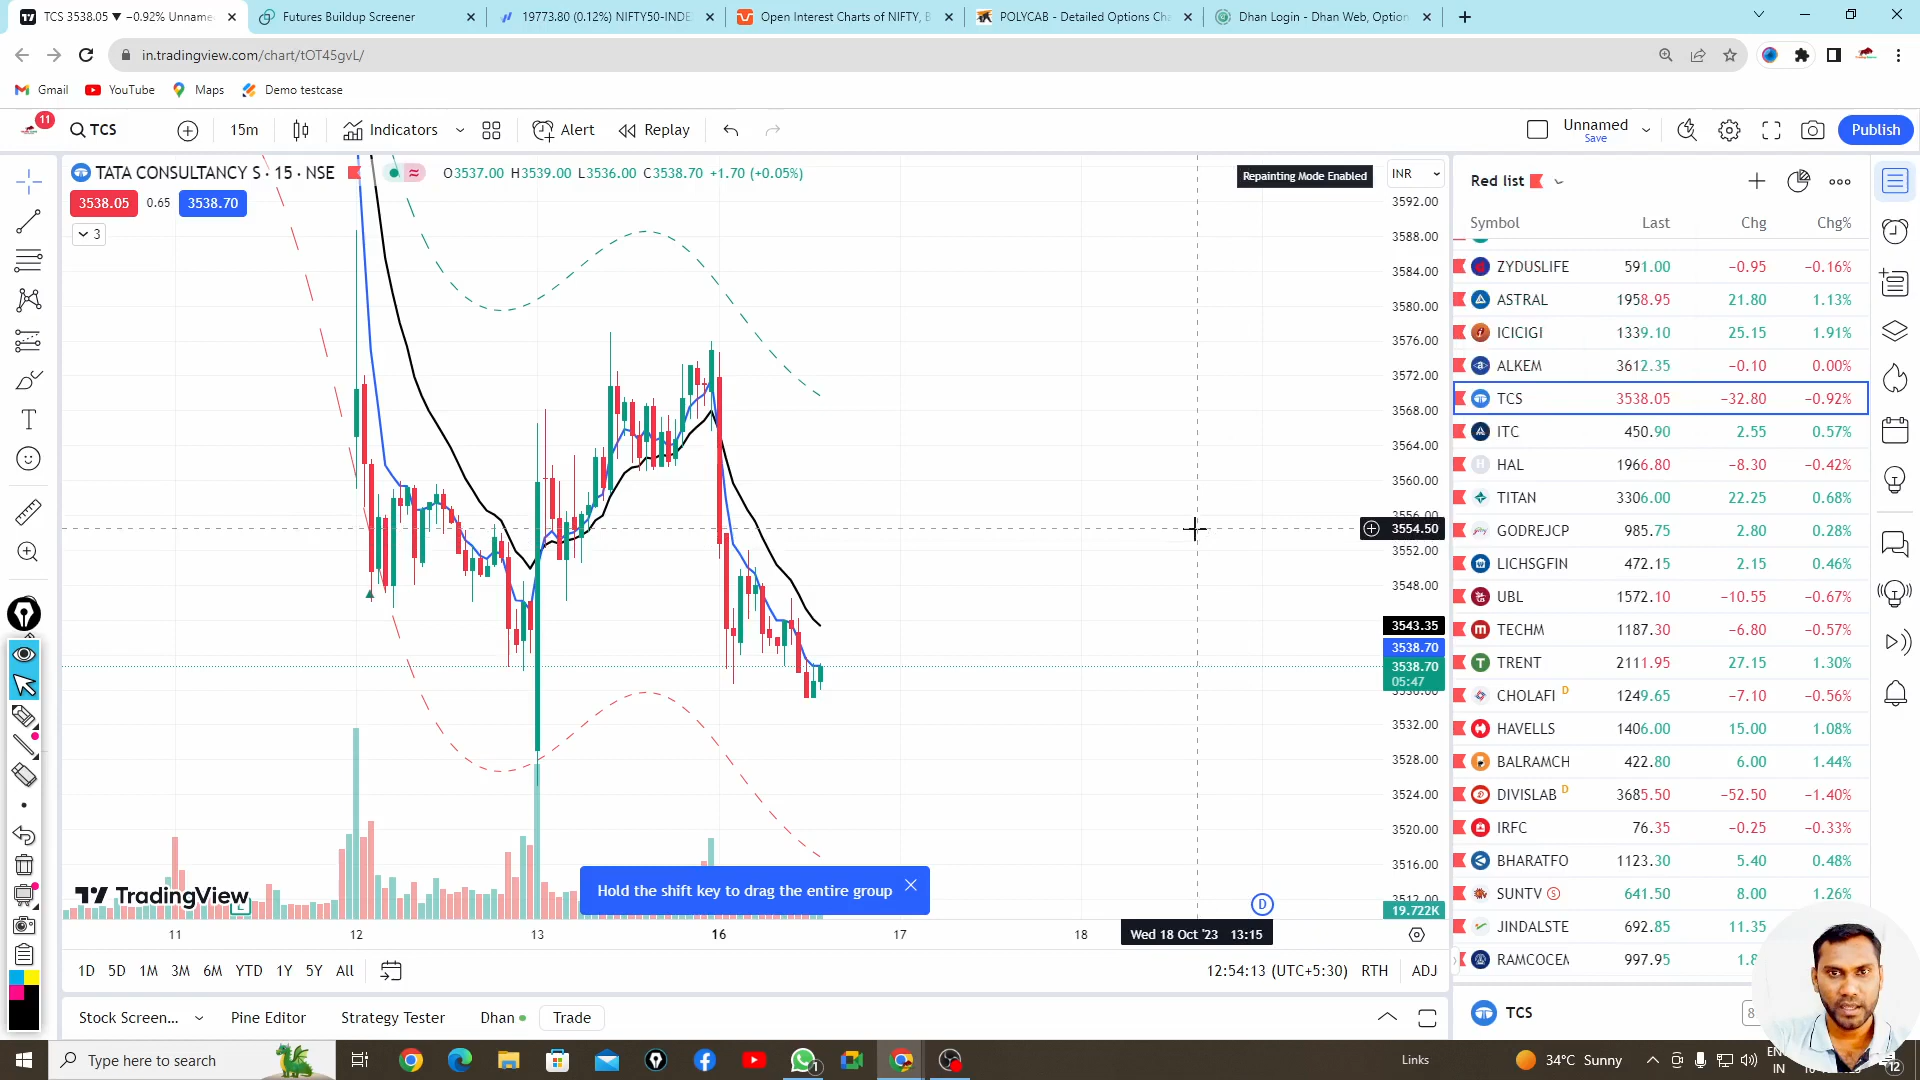 TCS 3538.05 ▼ −0.92% Unname
Futures Buildup Screener
19773.80 (0.12%) NIFTY50-INDE
Open Interest Charts of NIFTY, B
POLYCAB - Detailed Options Cha
Dhan Login - Dhan Web, Option
in.tradingview.com/chart/tOT45gvL/
Gmail
YouTube
Maps
Demo testcase
11
TCS
15m
Indicators
Alert
Replay
Unnamed
Save
Publish
TATA CONSULTANCY S · 15 · NSE
O3537.00 H3539.00 L3536.00 C3538.70 +1.70 (+0.05%)
Repainting Mode Enabled
INR
3538.05
0.65
3538.70
3
3592.00
3588.00
3584.00
3580.00
3576.00
3572.00
3568.00
3564.00
3560.00
3556.00
3554.50
3552.00
3548.00
3543.35
3538.70
3538.70
05:47
3536.00
3532.00
3528.00
3524.00
3520.00
3516.00
3512.00
19.722K
TradingView
E
Hold the shift key to drag the entire group
D
11
12
13
16
17
18
Wed 18 Oct '23 13:15
1D 5D 1M 3M 6M YTD 1Y 5Y All
12:54:13 (UTC+5:30) RTH ADJ
Stock Screen...
Pine Editor
Strategy Tester
Dhan
Trade
Red list
Symbol Last Chg Chg%
ZYDUSLIFE 591.00 −0.95 −0.16%
ASTRAL 1958.95 21.80 1.13%
ICICIGI 1339.10 25.15 1.91%
ALKEM 3612.35 −0.10 0.00%
TCS 3538.05 −32.80 −0.92%
ITC 450.90 2.55 0.57%
HAL 1966.80 −8.30 −0.42%
TITAN 3306.00 22.25 0.68%
GODREJCP 985.75 2.80 0.28%
LICHSGFIN 472.15 2.15 0.46%
UBL 1572.10 −10.55 −0.67%
TECHM 1187.30 −6.80 −0.57%
TRENT 2111.95 27.15 1.30%
CHOLAFI D 1249.65 −7.10 −0.56%
HAVELLS 1406.00 15.00 1.08%
BALRAMCH 422.80 6.00 1.44%
DIVISLAB D 3685.50 −52.50 −1.40%
IRFC 76.35 −0.25 −0.33%
BHARATFO 1123.30 5.40 0.48%
SUNTV S 641.50 8.00 1.26%
JINDALSTE 692.85 11.35
RAMCOCEM 997.95 1.8
TCS
8
Type here to search
1
Links
34°C Sunny
IN
12